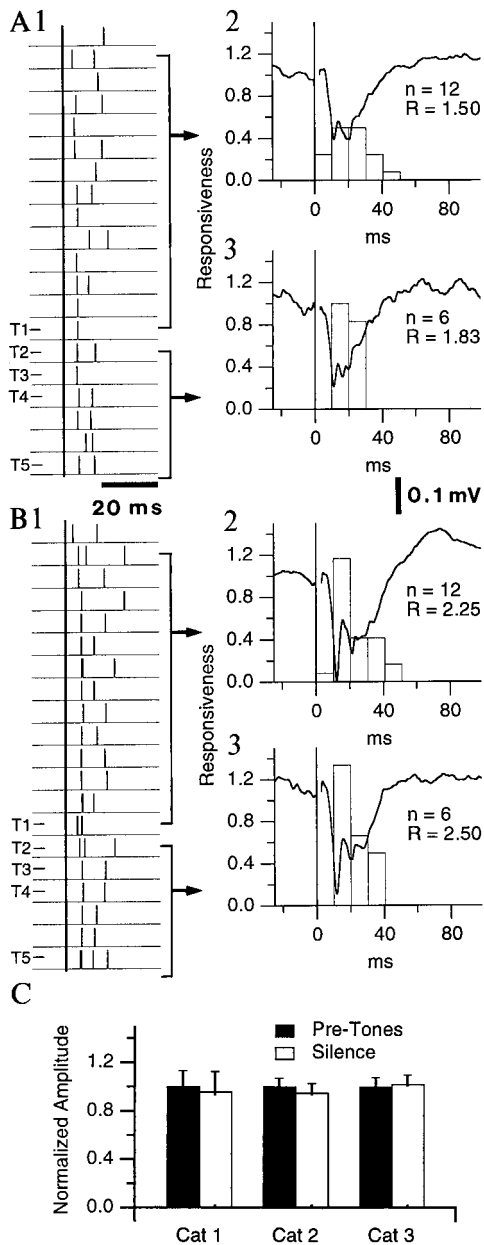 A1
T1
T2
T3
T4
T5
20 ms
2
Responsiveness
1.2
0.8
0.4
0.0
0 40 80
ms
n = 12
R = 1.50
3
1.2
0.8
0.4
0.0
0 40 80
ms
n = 6
R = 1.83
0.1 mV
B1
T1
T2
T3
T4
T5
2
Responsiveness
1.2
0.8
0.4
0.0
0 40 80
ms
n = 12
R = 2.25
3
1.2
0.8
0.4
0.0
0 40 80
ms
n = 6
R = 2.50
C
Normalized Amplitude
1.2
0.8
0.4
0.0
Pre-Tones
Silence
Cat 1 Cat 2 Cat 3